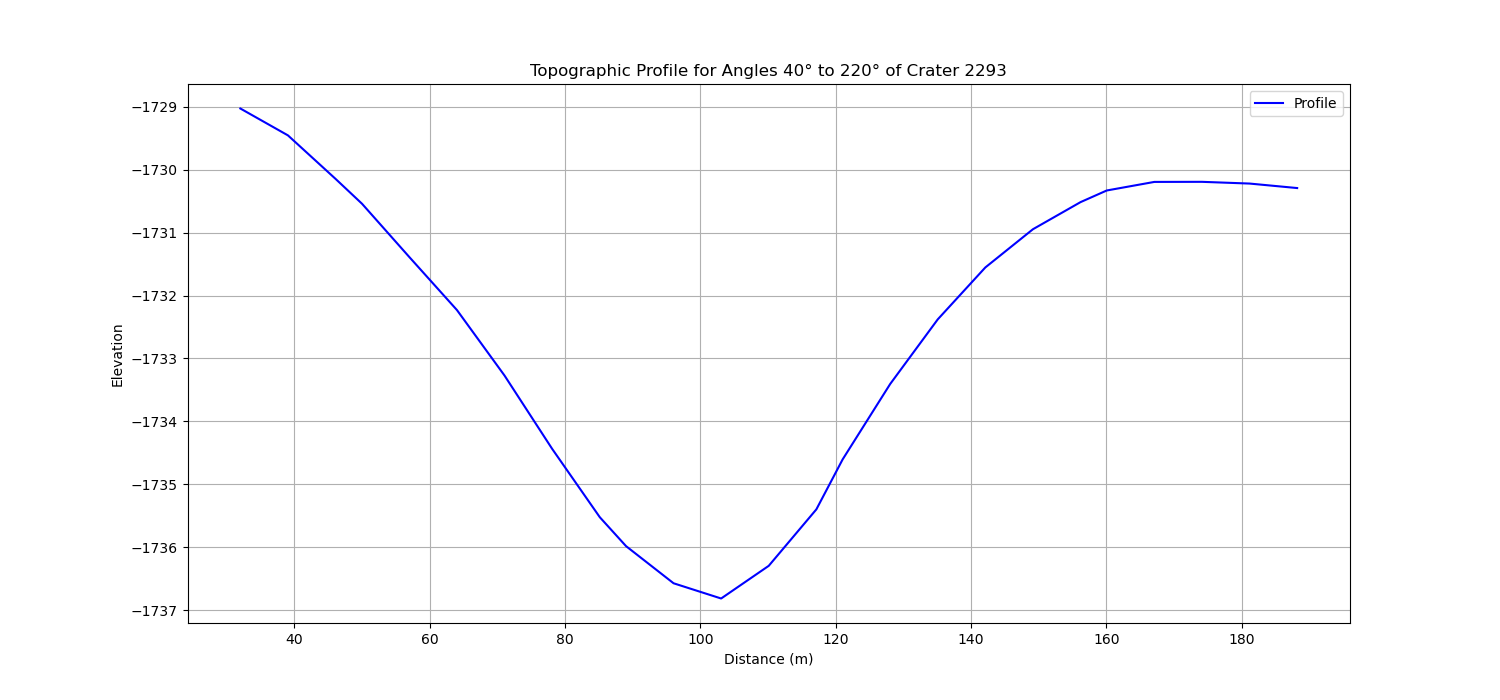 Topographic Profile for Angles 40° to 220° of Crater 2293
Profile
Elevation
−1729
−1730
−1731
−1732
−1733
−1734
−1735
−1736
−1737
40 60 80 100 120 140 160 180
Distance (m)